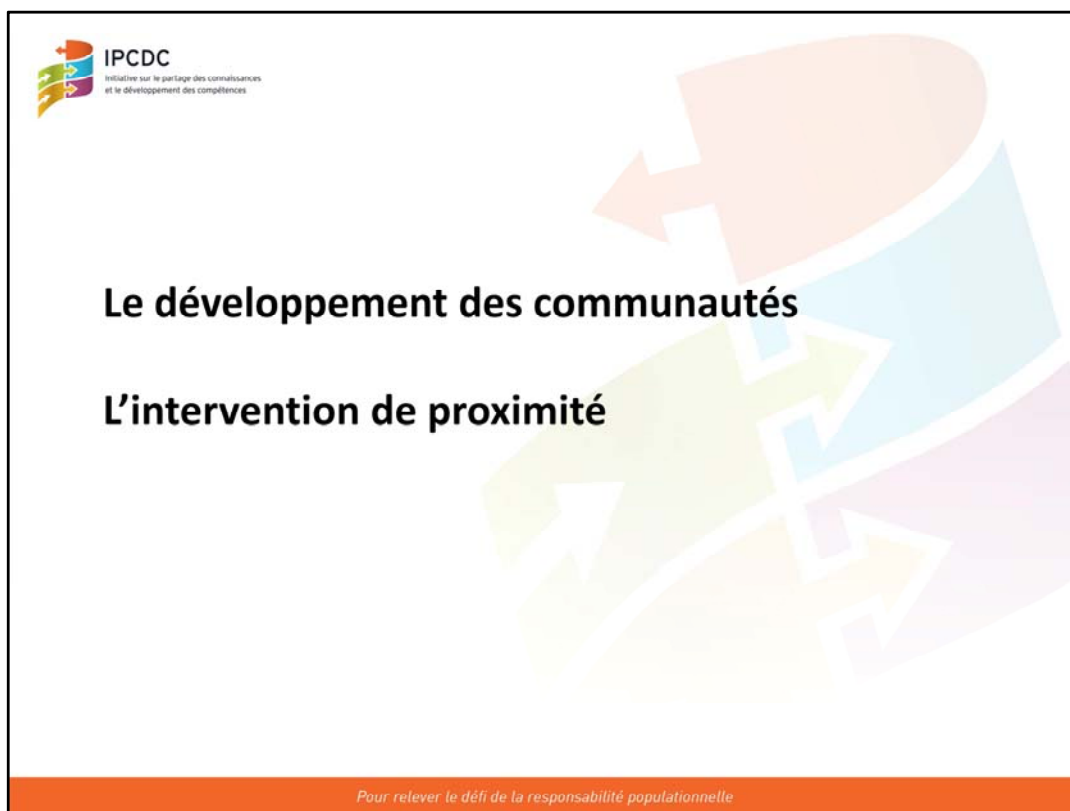 IPCDC
Initiative sur le partage des connaissances
et le développement des compétences
Le développement des communautés
L’intervention de proximité
Pour relever le défi de la responsabilité populationnelle